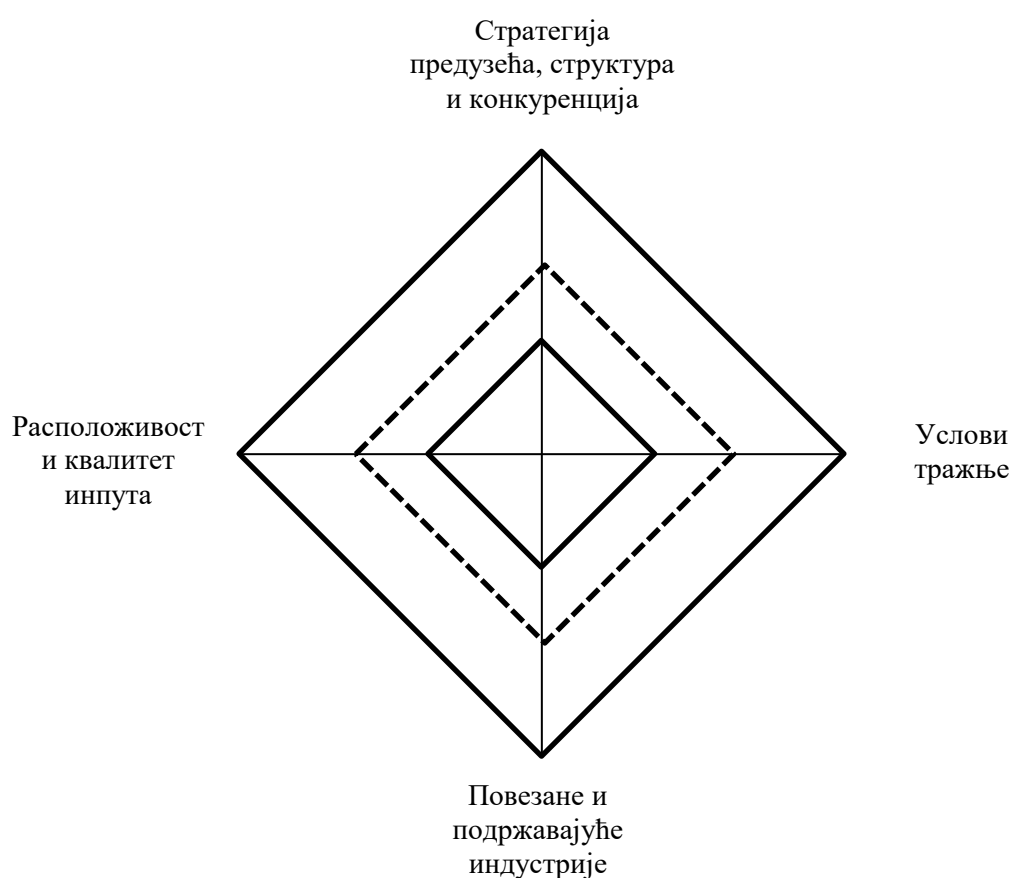 Стратегија
предузећа, структура
и конкуренција
Расположивост
и квалитет
инпута
Услови
тражње
Повезане и
подржавајуће
индустрије